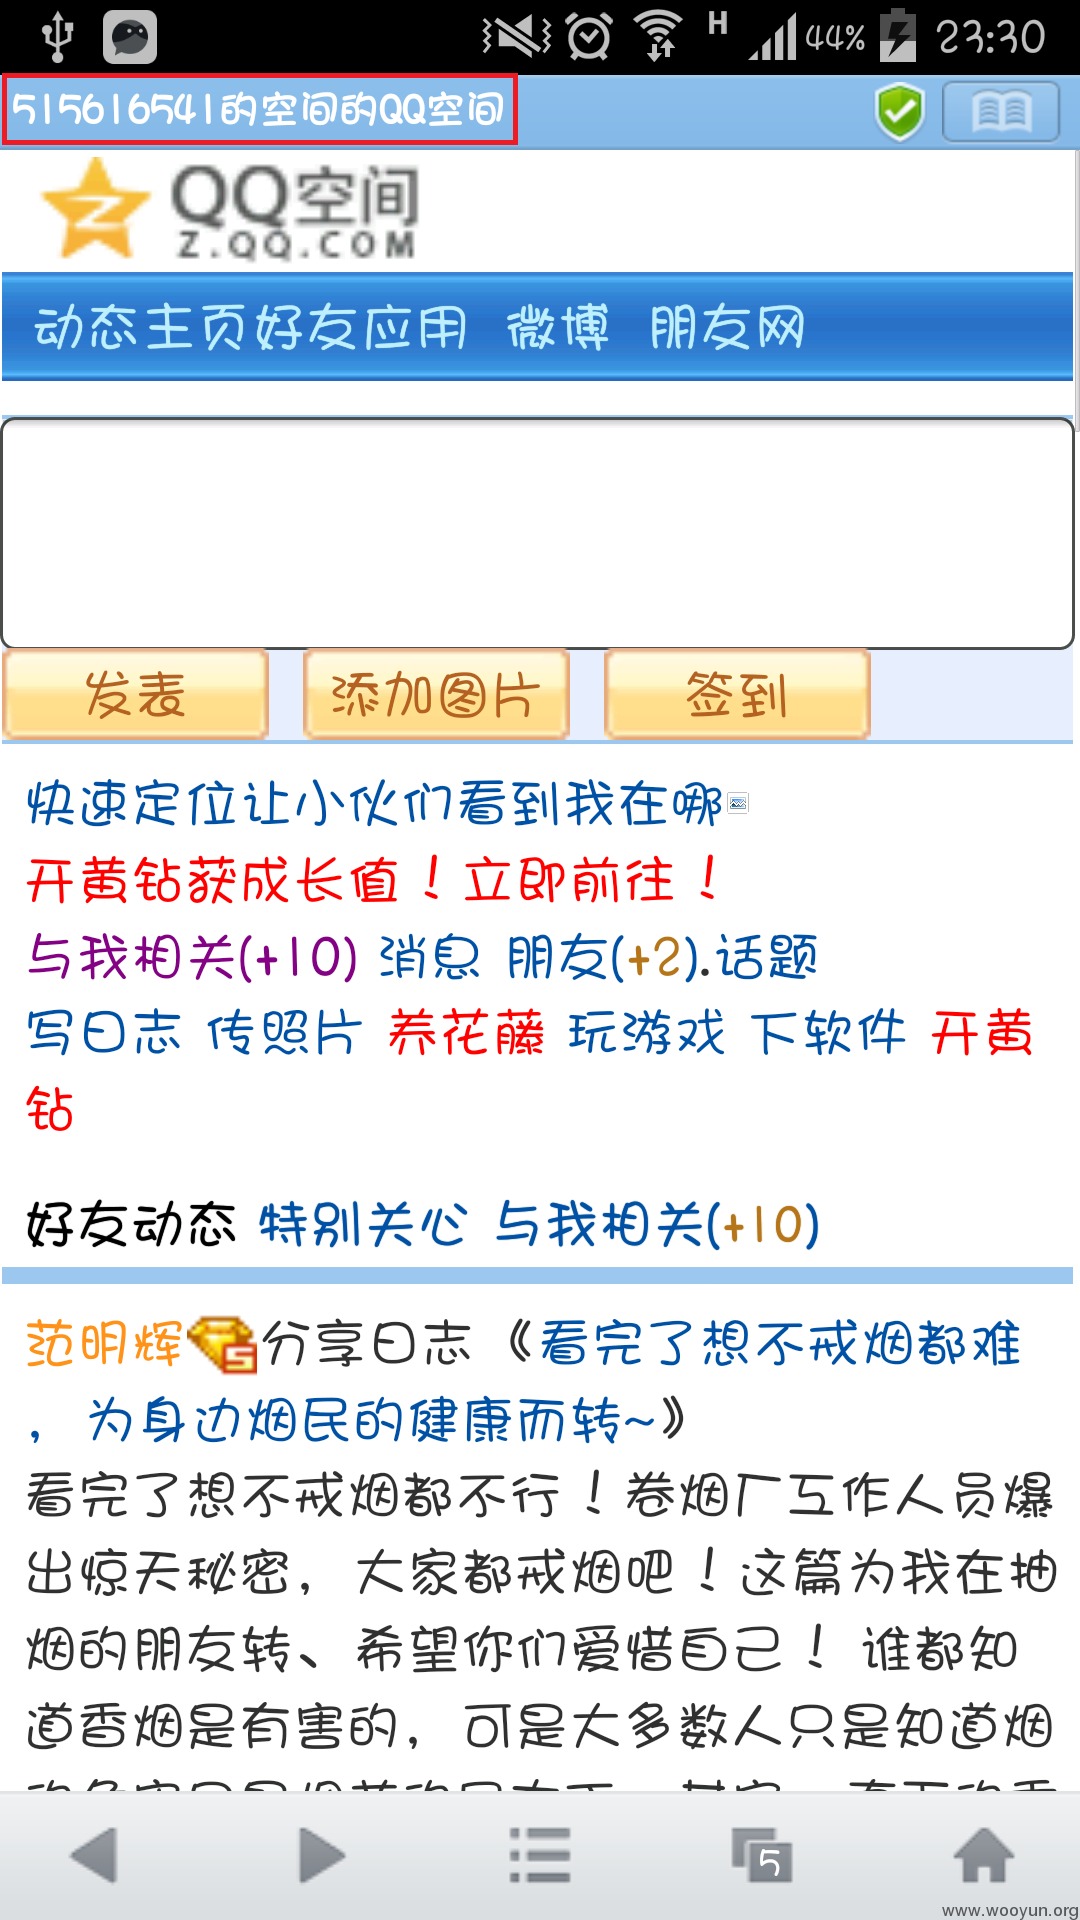 H 44% 23:30
515616541的空间的QQ空间
QQ空间
Z.QQ.COM
动态主页好友应用 微博 朋友网
发表 添加图片 签到
快速定位让小伙们看到我在哪
开黄钻获成长值！立即前往！
与我相关(+10) 消息 朋友(+2).话题
写日志 传照片 养花藤 玩游戏 下软件 开黄
钻
好友动态 特别关心 与我相关(+10)
范明辉 5 分享日志 《看完了想不戒烟都难
，为身边烟民的健康而转~》
看完了想不戒烟都不行！卷烟厂工作人员爆
出惊天秘密，大家都戒烟吧！这篇为我在抽
烟的朋友转、希望你们爱惜自己！ 谁都知
道香烟是有害的，可是大多数人只是知道烟
5
www.wooyun.org